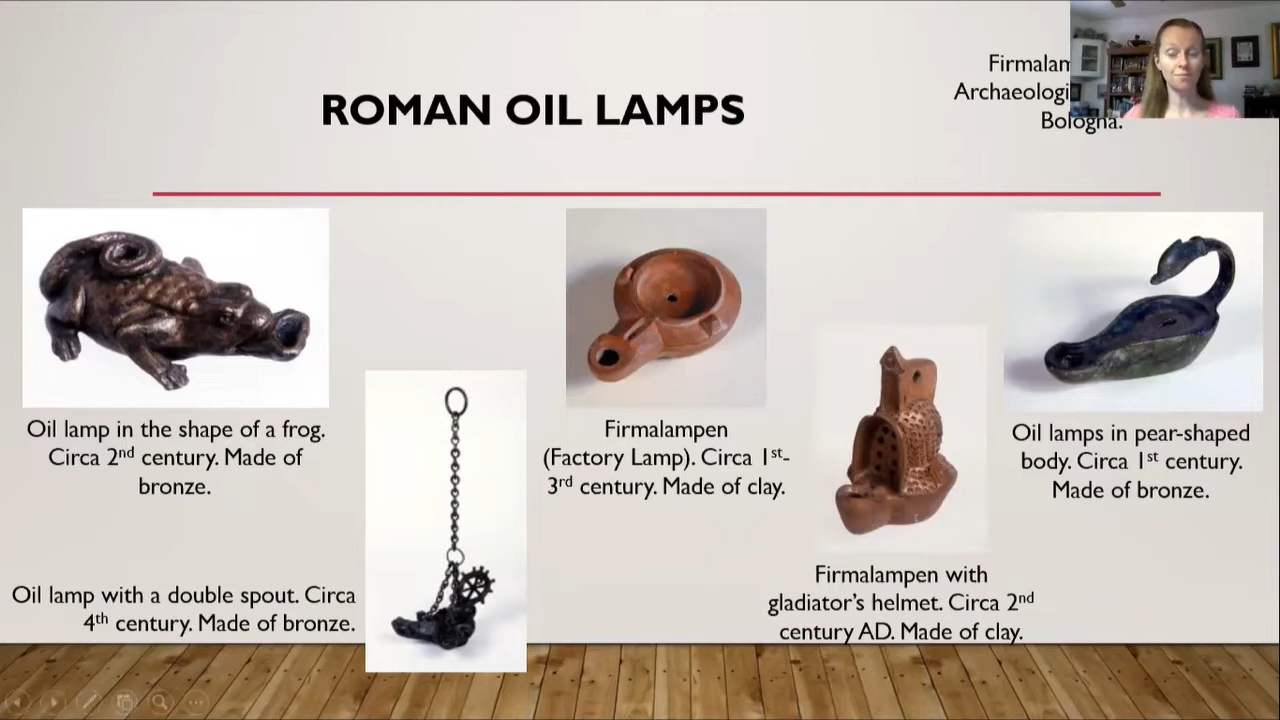 ROMAN OIL LAMPS
Archaeologi
Bologna.
Oil lamp in the shape of a frog.
Circa 2nd century. Made of
bronze.
Oil lamp with a double spout. Circa
4th century. Made of bronze.
Firmalampen
(Factory Lamp). Circa 1st-
3rd century. Made of clay.
Firmalampen with
gladiator's helmet. Circa 2nd
century AD. Made of clay.
Oil lamps in pear-shaped
body. Circa 1st century.
Made of bronze.